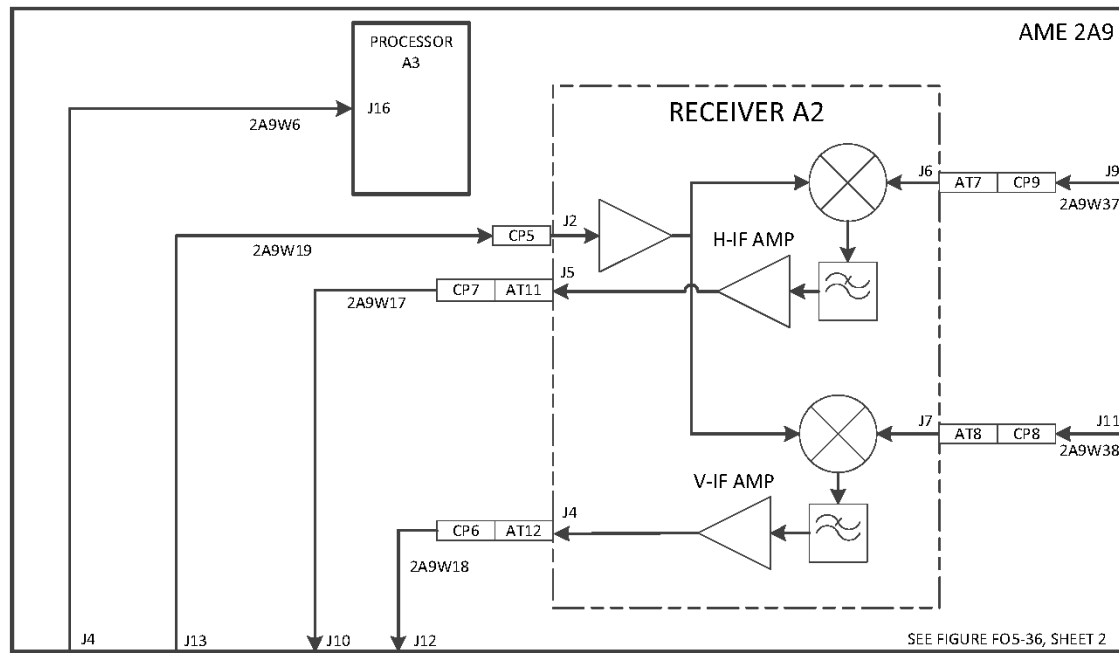 AME 2A9
PROCESSOR
A3
J16
2A9W6
RECEIVER A2
J6
AT7
CP9
J9
2A9W37
J2
CP5
2A9W19
H-IF AMP
J5
CP7
AT11
2A9W17
J7
AT8
CP8
J11
2A9W38
V-IF AMP
J4
CP6
AT12
2A9W18
J4
J13
J10
J12
SEE FIGURE FO5-36, SHEET 2